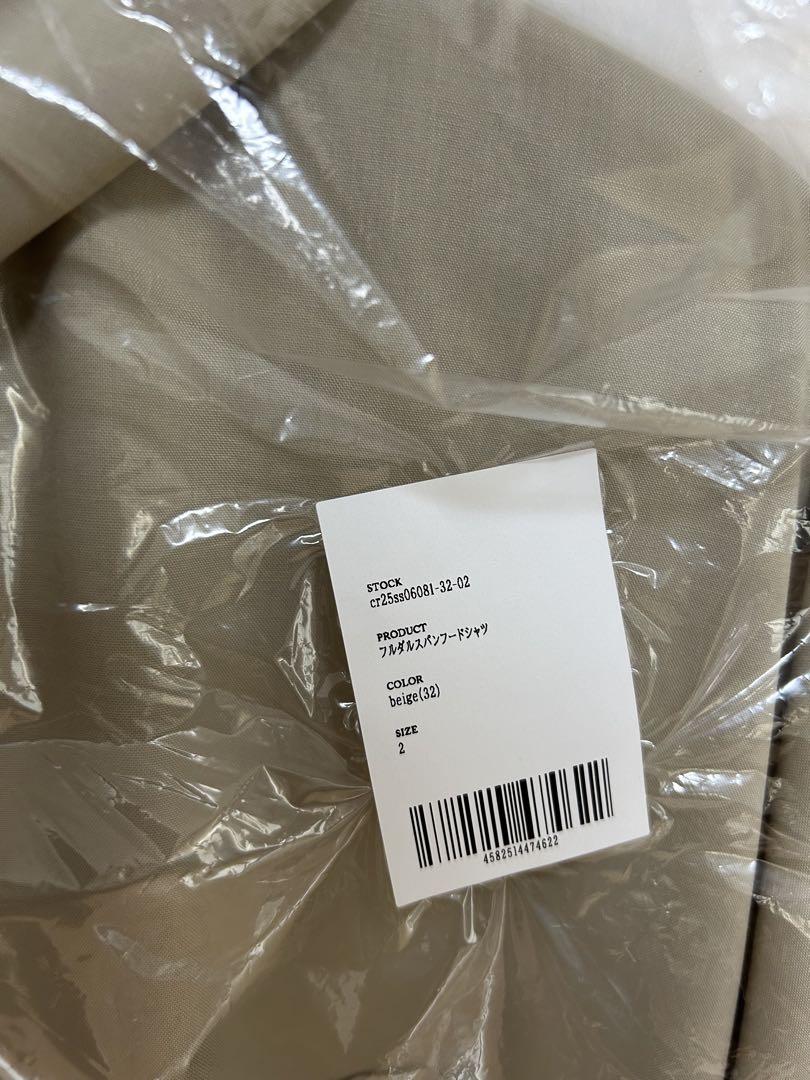 STOCK
cr25ss06081-32-02
PRODUCT
フルダルスパンフードシャツ
COLOR
beige(32)
SIZE
2
4582514474622